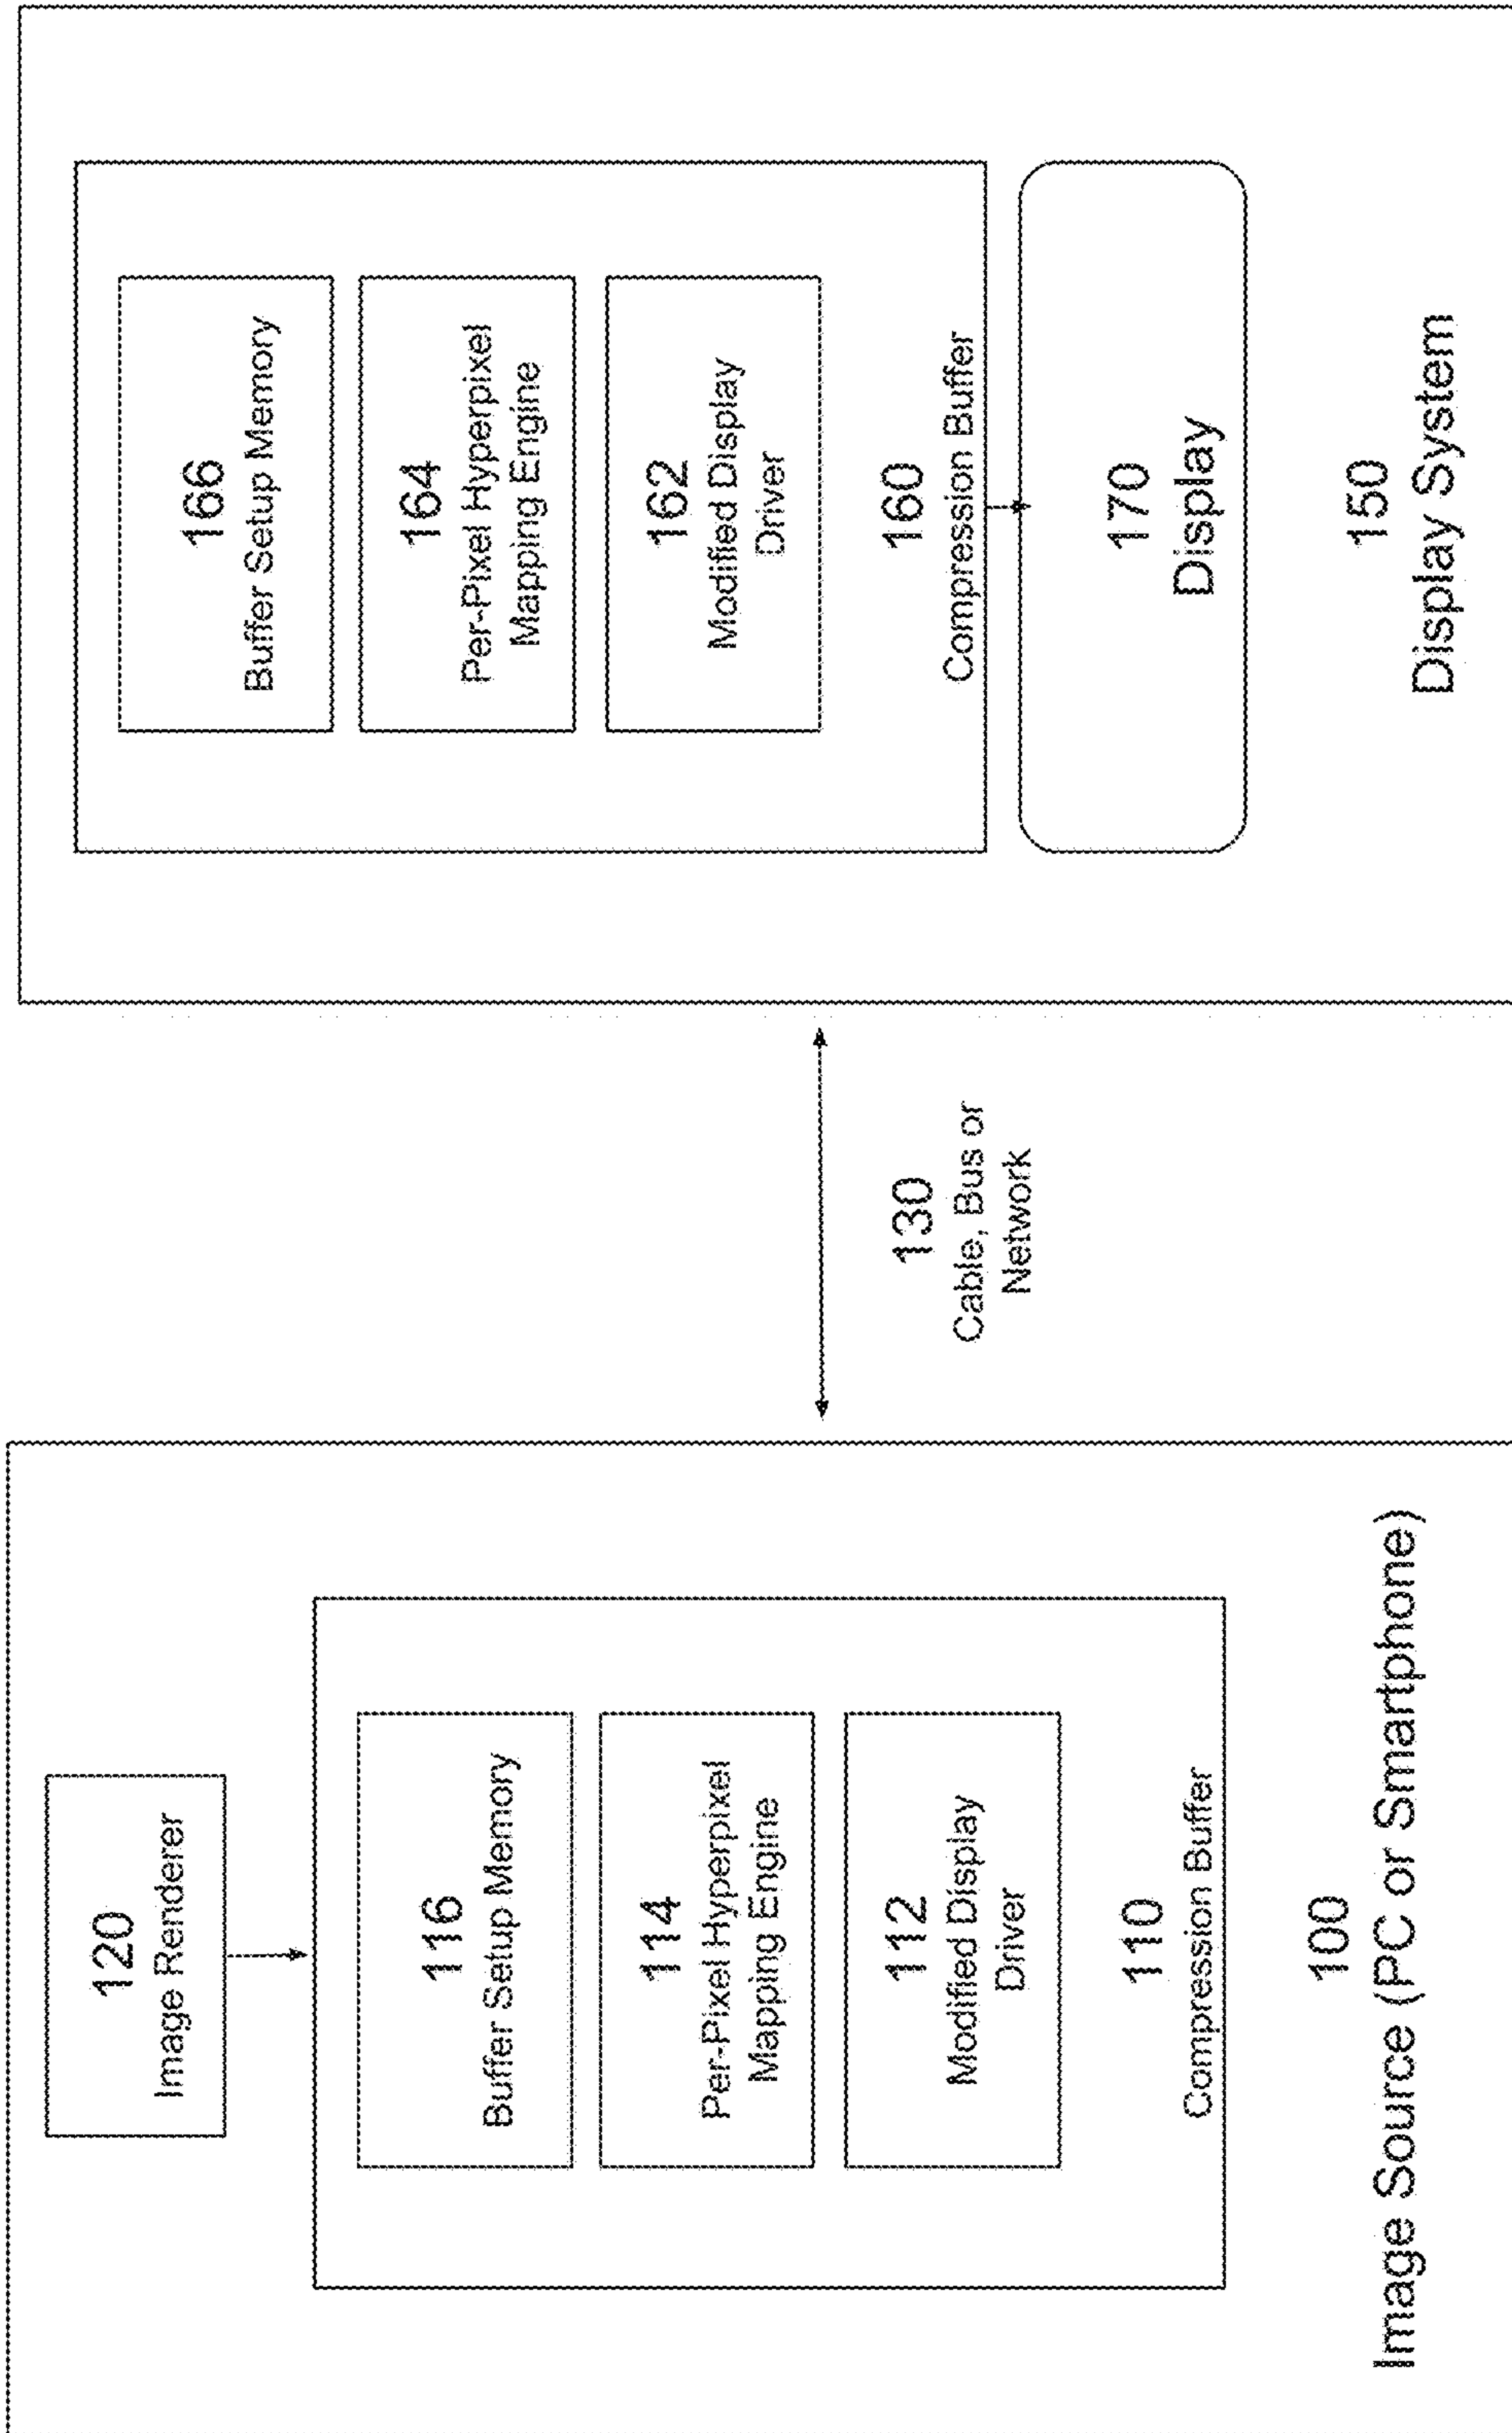 120
Image Renderer
116
Buffer Setup Memory
114
Per-Pixel Hyperpixel
Mapping Engine
112
Modified Display
Driver
110
Compression Buffer
100
Image Source (PC or Smartphone)
130
Cable, Bus or
Network
166
Buffer Setup Memory
164
Per-Pixel Hyperpixel
Mapping Engine
162
Modified Display
Driver
160
Compression Buffer
170
Display
150
Display System